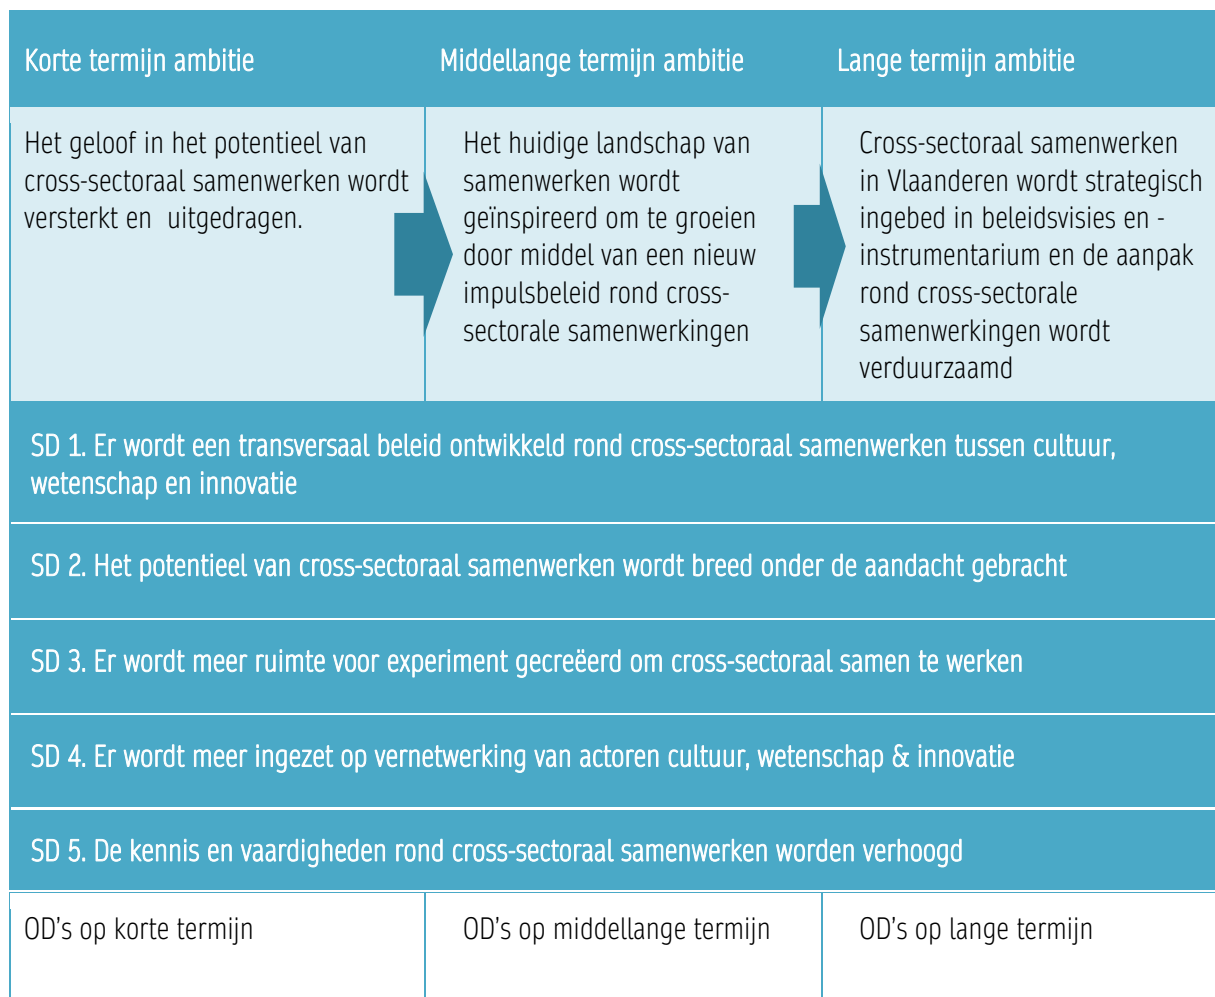 Korte termijn ambitie
Middellange termijn ambitie
Lange termijn ambitie
Het geloof in het potentieel van
cross-sectoraal samenwerken wordt
versterkt en  uitgedragen.
Het huidige landschap van
samenwerken wordt
geïnspireerd om te groeien
door middel van een nieuw
impulsbeleid rond cross-
sectorale samenwerkingen
Cross-sectoraal samenwerken
in Vlaanderen wordt strategisch
ingebed in beleidsvisies en -
instrumentarium en de aanpak
rond cross-sectorale
samenwerkingen wordt
verduurzaamd
SD 1. Er wordt een transversaal beleid ontwikkeld rond cross-sectoraal samenwerken tussen cultuur,
wetenschap en innovatie
SD 2. Het potentieel van cross-sectoraal samenwerken wordt breed onder de aandacht gebracht
SD 3. Er wordt meer ruimte voor experiment gecreëerd om cross-sectoraal samen te werken
SD 4. Er wordt meer ingezet op vernetwerking van actoren cultuur, wetenschap & innovatie
SD 5. De kennis en vaardigheden rond cross-sectoraal samenwerken worden verhoogd
OD's op korte termijn
OD's op middellange termijn
OD's op lange termijn